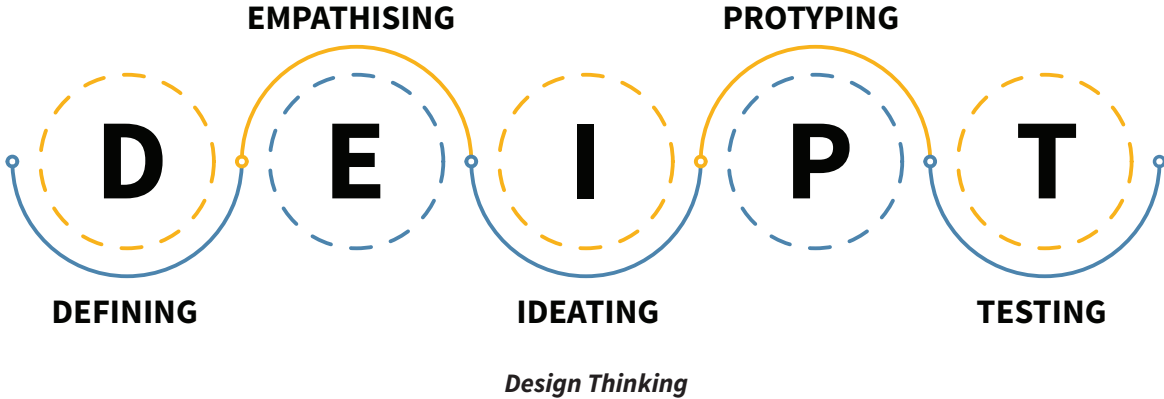 EMPATHISING
PROTYPING
D
E
I
P
T
DEFINING
IDEATING
TESTING
Design Thinking